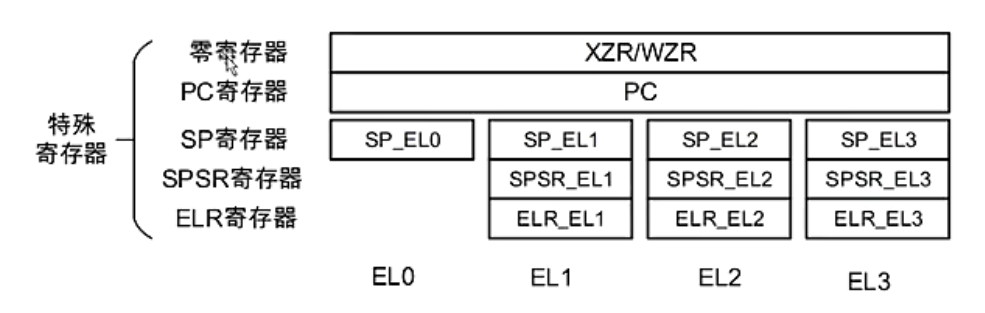 零寄存器 XZR/WZR
PC寄存器 PC
特殊
寄存器
SP寄存器 SP_EL0 SP_EL1 SP_EL2 SP_EL3
SPSR寄存器 SPSR_EL1 SPSR_EL2 SPSR_EL3
ELR寄存器 ELR_EL1 ELR_EL2 ELR_EL3
EL0 EL1 EL2 EL3